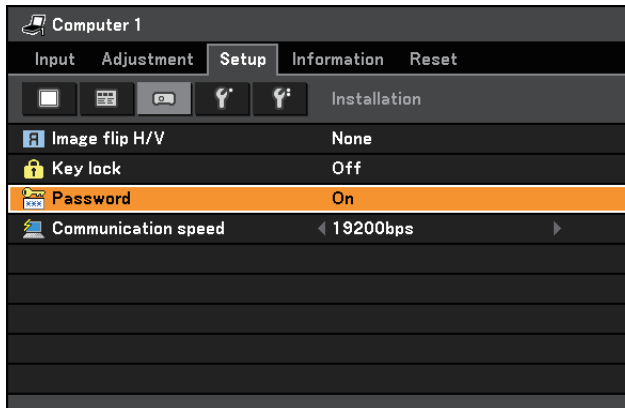 Computer 1
Input Adjustment Setup Information Reset
Installation
Image flip H/V None
Key lock Off
Password On
Communication speed 19200bps